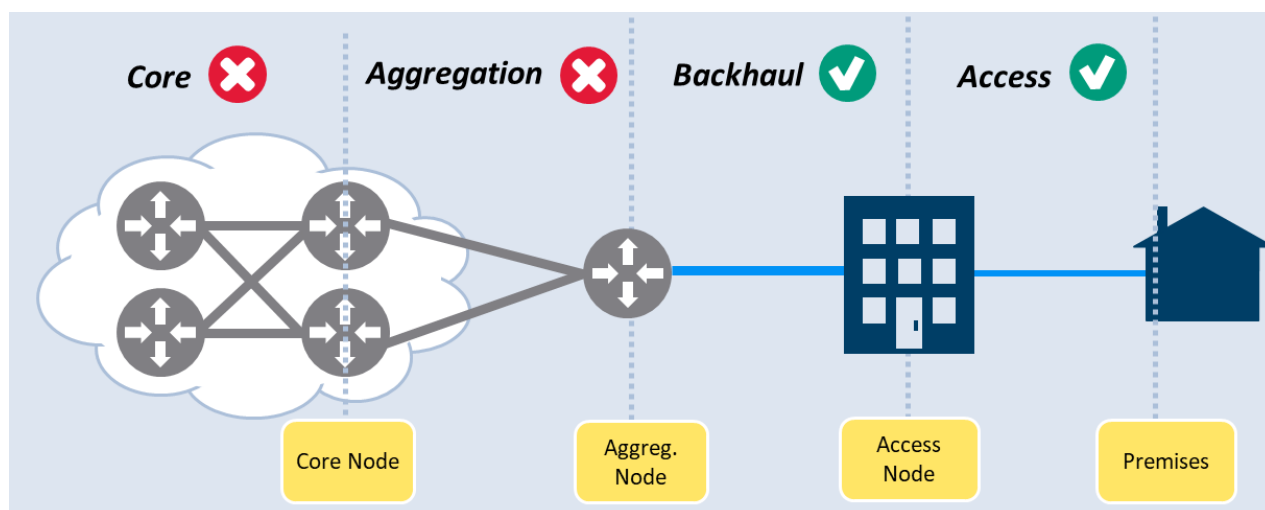 Core
Aggregation
Backhaul
Access
Core Node
Aggreg.
Node
Access
Node
Premises